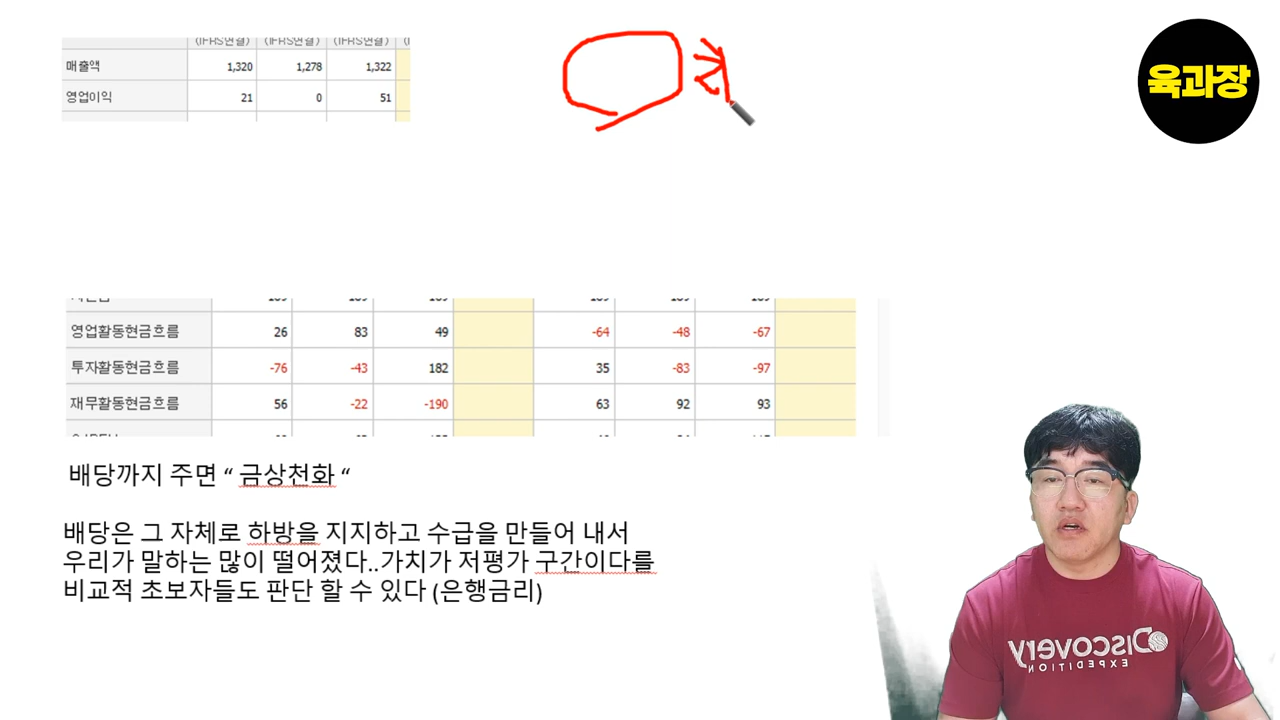 (IFRS연결) (IFRS연결) (IFRS연결)
매출액 1,320 1,278 1,322
영업이익 21 0 51
육과장
영업활동현금흐름 26 83 49 -64 -48 -67
투자활동현금흐름 -76 -43 182 35 -83 -97
재무활동현금흐름 56 -22 -190 63 92 93
배당까지 주면 “ 금상천화 “
배당은 그 자체로 하방을 지지하고 수급을 만들어 내서
우리가 말하는 많이 떨어졌다..가치가 저평가 구간이다를
비교적 초보자들도 판단 할 수 있다 (은행금리)
Discovery
EXPEDITION